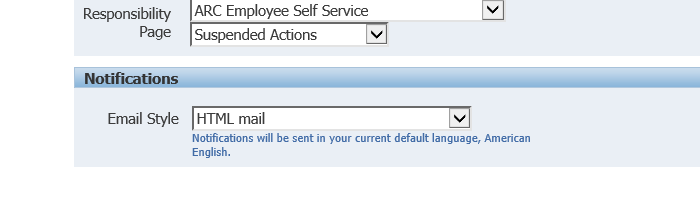 Responsibility ARC Employee Self Service
Page Suspended Actions
Notifications
Email Style HTML mail
Notifications will be sent in your current default language, American
English.